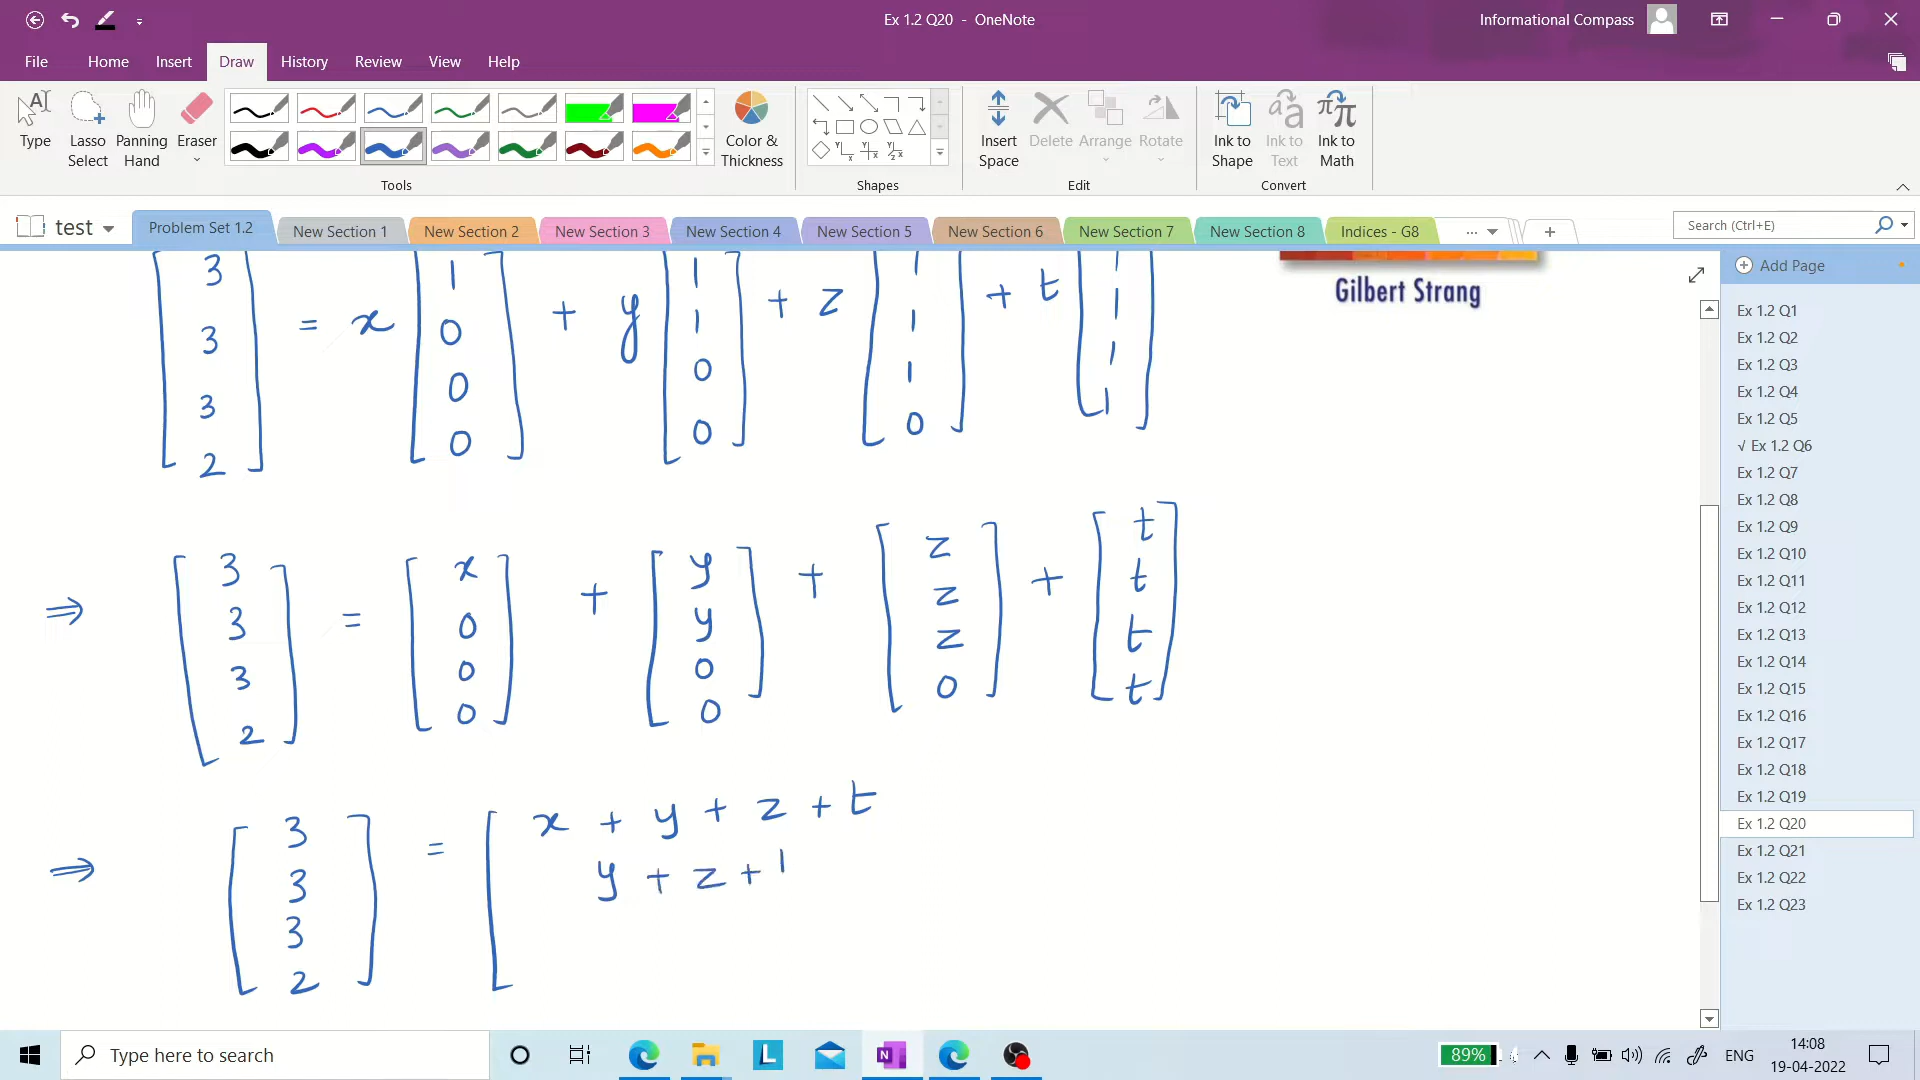 Ex 1.2 Q20 - OneNote
Informational Compass
File Home Insert Draw History Review View Help
Type
Lasso Select
Panning Hand
Eraser
Color & Thickness
Insert Space
Delete
Arrange
Rotate
Ink to Shape
Ink to Text
Ink to Math
Tools
Shapes
Edit
Convert
test
Problem Set 1.2
New Section 1
New Section 2
New Section 3
New Section 4
New Section 5
New Section 6
New Section 7
New Section 8
Indices - G8
...
Search (Ctrl+E)
Gilbert Strang
[3 3 3 2] = x [1 0 0 0] + y [1 1 0 0] + z [1 1 1 0] + t [1 1 1 1]
⇒ [3 3 3 2] = [x 0 0 0] + [y y 0 0] + [z z z 0] + [t t t t]
⇒ [3 3 3 2] = [ x + y + z + t
y + z + 1
Add Page
Ex 1.2 Q1
Ex 1.2 Q2
Ex 1.2 Q3
Ex 1.2 Q4
Ex 1.2 Q5
√ Ex 1.2 Q6
Ex 1.2 Q7
Ex 1.2 Q8
Ex 1.2 Q9
Ex 1.2 Q10
Ex 1.2 Q11
Ex 1.2 Q12
Ex 1.2 Q13
Ex 1.2 Q14
Ex 1.2 Q15
Ex 1.2 Q16
Ex 1.2 Q17
Ex 1.2 Q18
Ex 1.2 Q19
Ex 1.2 Q20
Ex 1.2 Q21
Ex 1.2 Q22
Ex 1.2 Q23
Type here to search
89%
ENG
14:08
19-04-2022